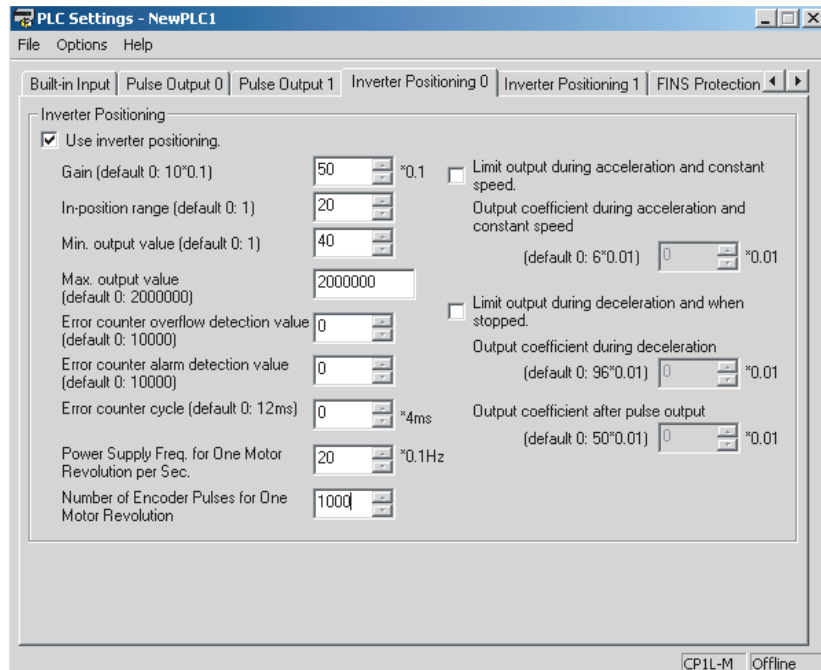 PLC Settings - NewPLC1
File Options Help
Built-in Input Pulse Output 0 Pulse Output 1 Inverter Positioning 0 Inverter Positioning 1 FINS Protection
Inverter Positioning
Use inverter positioning.
Gain (default 0: 10*0.1) 50 *0.1
In-position range (default 0: 1) 20
Min. output value (default 0: 1) 40
Max. output value
(default 0: 2000000) 2000000
Error counter overflow detection value
(default 0: 10000) 0
Error counter alarm detection value
(default 0: 10000) 0
Error counter cycle (default 0: 12ms) 0 *4ms
Power Supply Freq. for One Motor
Revolution per Sec. 20 *0.1Hz
Number of Encoder Pulses for One
Motor Revolution 1000
Limit output during acceleration and constant
speed.
Output coefficient during acceleration and
constant speed
(default 0: 6*0.01) 0 *0.01
Limit output during deceleration and when
stopped.
Output coefficient during deceleration
(default 0: 96*0.01) 0 *0.01
Output coefficient after pulse output
(default 0: 50*0.01) 0 *0.01
CP1L-M Offline